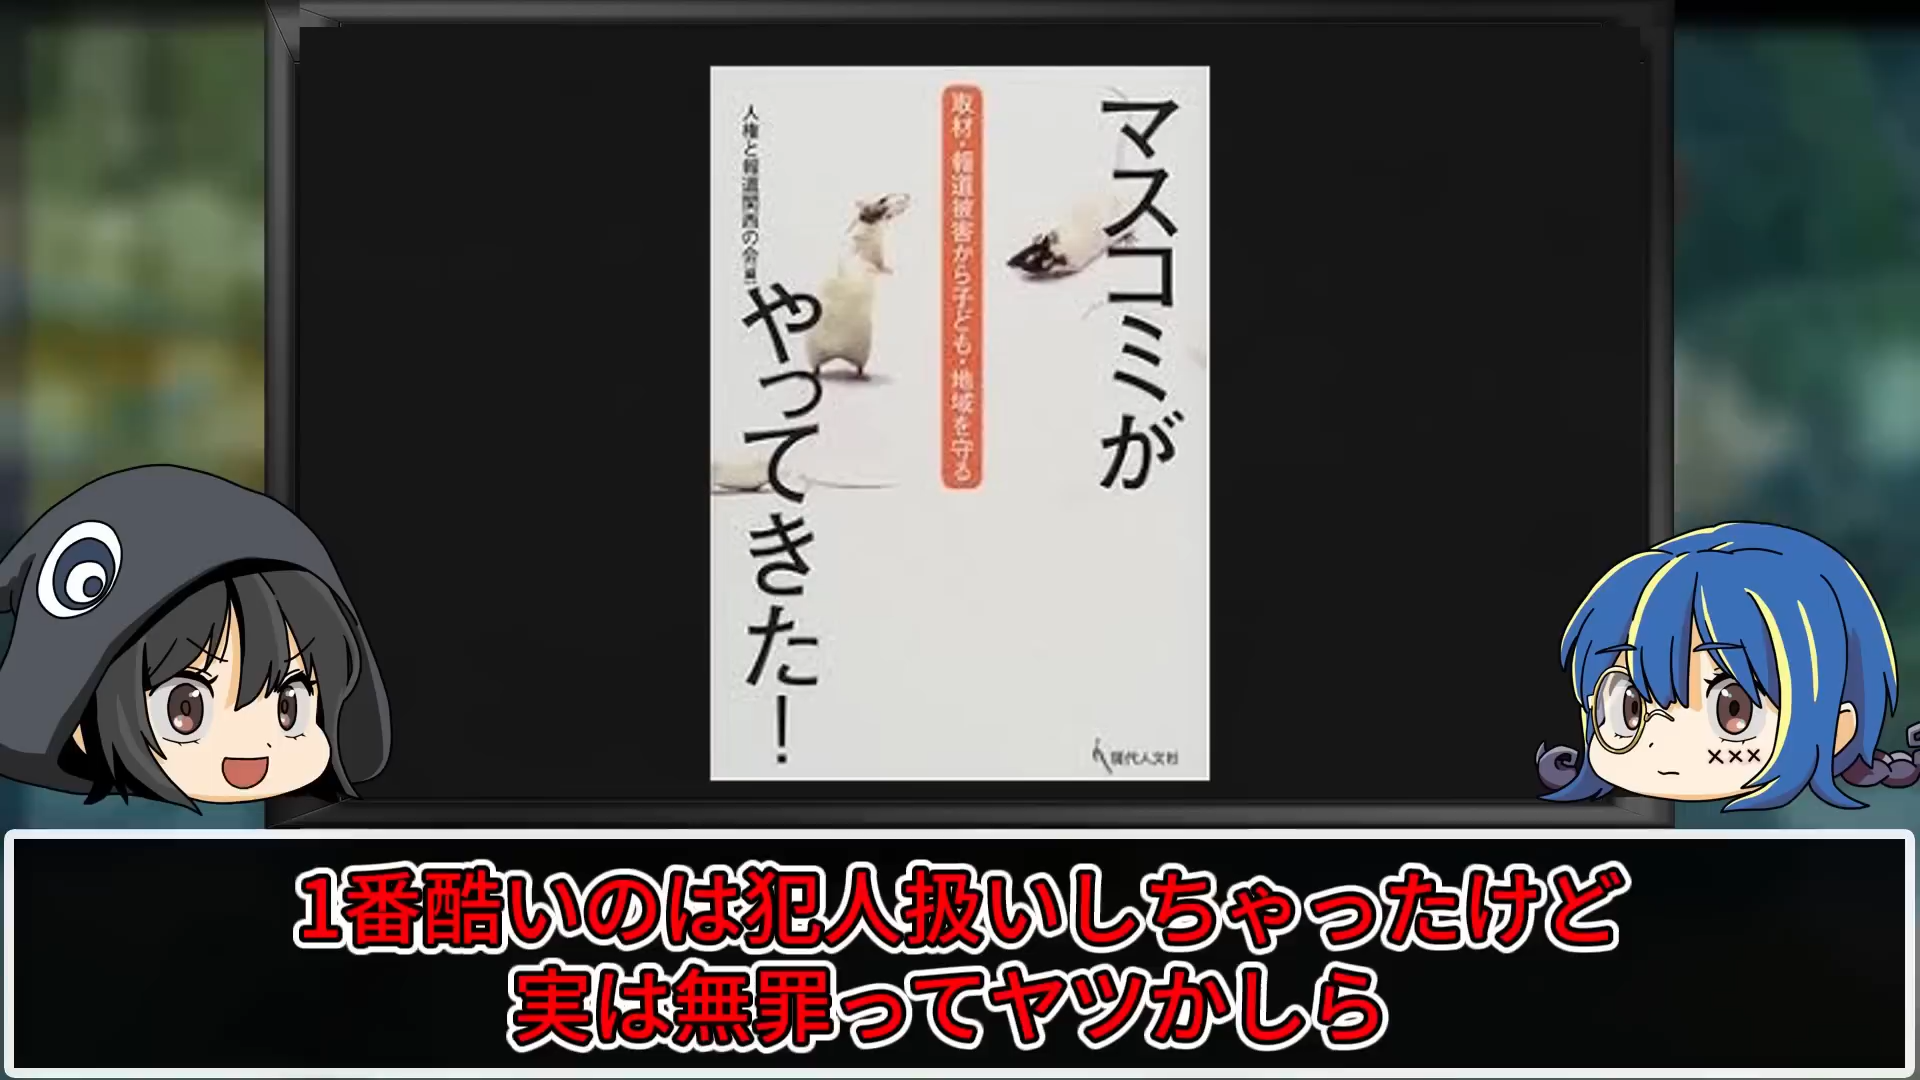 マスコミが
取材・報道被害から子ども・地域を守る
人権と報道関西の会編
やってきた!
現代人文社
×××
1番酷いのは犯人扱いしちゃったけど
実は無罪ってヤツかしら